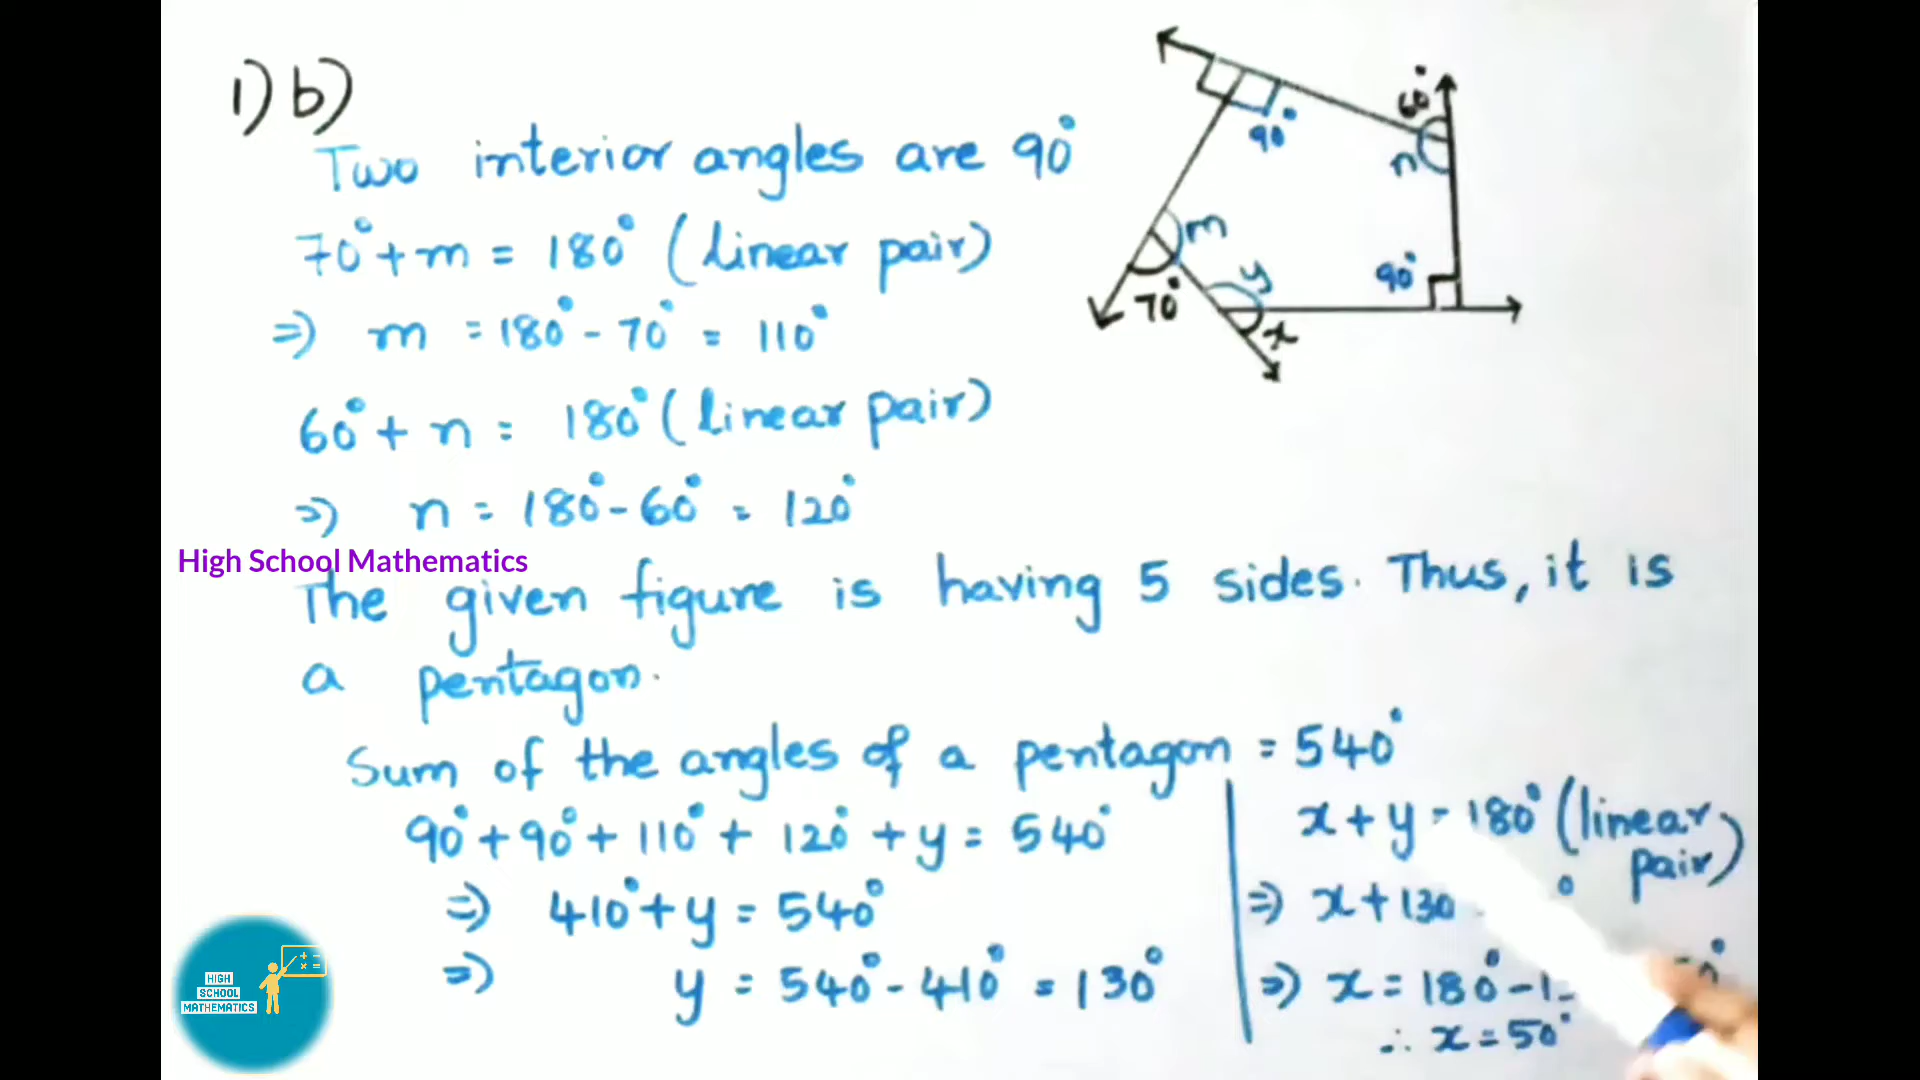 1) b)
Two interior angles are 90°
70° + m = 180° (linear pair)
⇒ m = 180° - 70° = 110°
60° + n = 180° (linear pair)
⇒ n = 180° - 60° = 120°
High School Mathematics
The given figure is having 5 sides. Thus, it is
a pentagon.
Sum of the angles of a pentagon = 540°
90° + 90° + 110° + 120° + y = 540°
⇒ 410° + y = 540°
⇒ y = 540° - 410° = 130°
x + y = 180° (linear
pair)
⇒ x + 130
⇒ x = 180° - 1
∴ x = 50°
60°
90°
n
m
y
90°
70°
x
HIGH
SCHOOL
MATHEMATICS